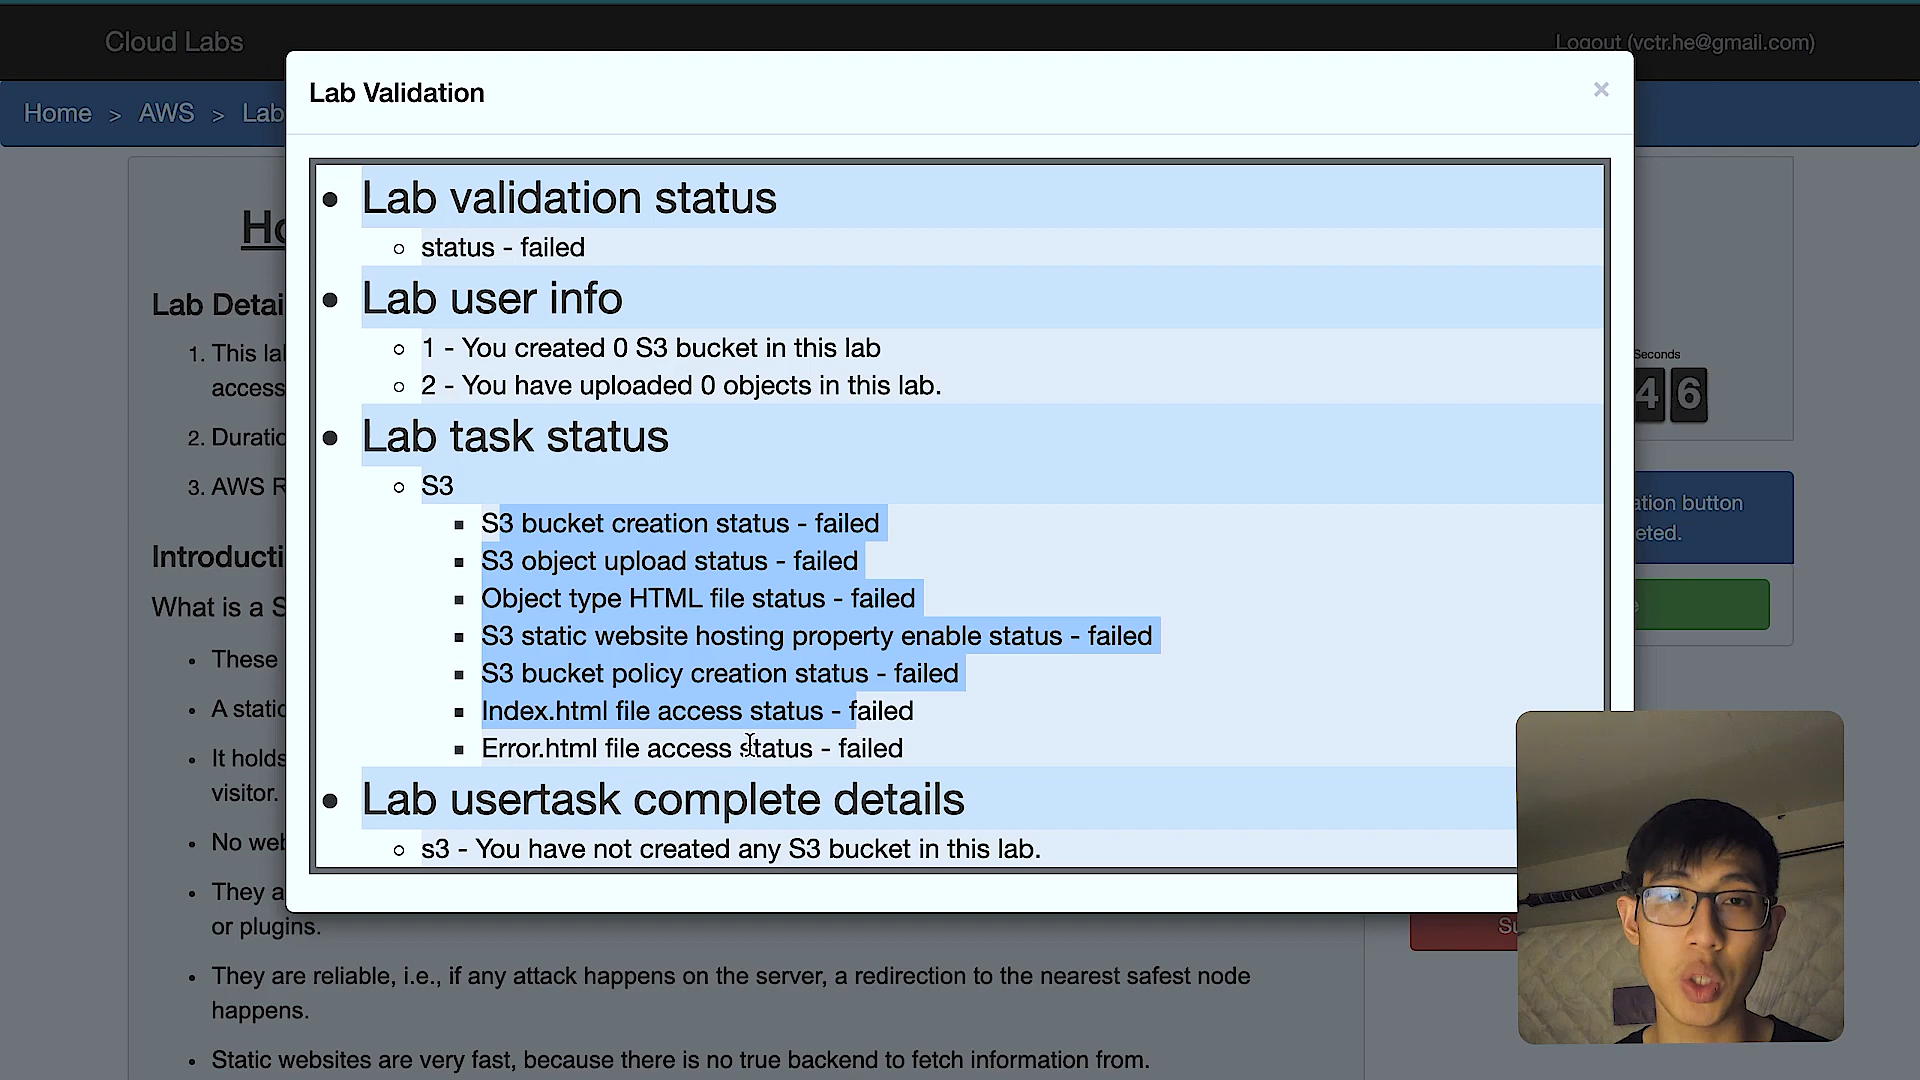 Cloud Labs
Logout (vctr.he@gmail.com)
Home > AWS > Lab
Lab Validation
×
Lab validation status
status - failed
Lab user info
1 - You created 0 S3 bucket in this lab
2 - You have uploaded 0 objects in this lab.
Lab task status
S3
S3 bucket creation status - failed
S3 object upload status - failed
Object type HTML file status - failed
S3 static website hosting property enable status - failed
S3 bucket policy creation status - failed
Index.html file access status - failed
Error.html file access status - failed
Lab usertask complete details
s3 - You have not created any S3 bucket in this lab.
Lab Detai
1. This la
access
2. Duratio
3. AWS R
Introducti
What is a S
These
A static
It holds
visitor.
No web
They a
or plugins.
They are reliable, i.e., if any attack happens on the server, a redirection to the nearest safest node
happens.
Static websites are very fast, because there is no true backend to fetch information from.
Seconds
46
ation button
eted.